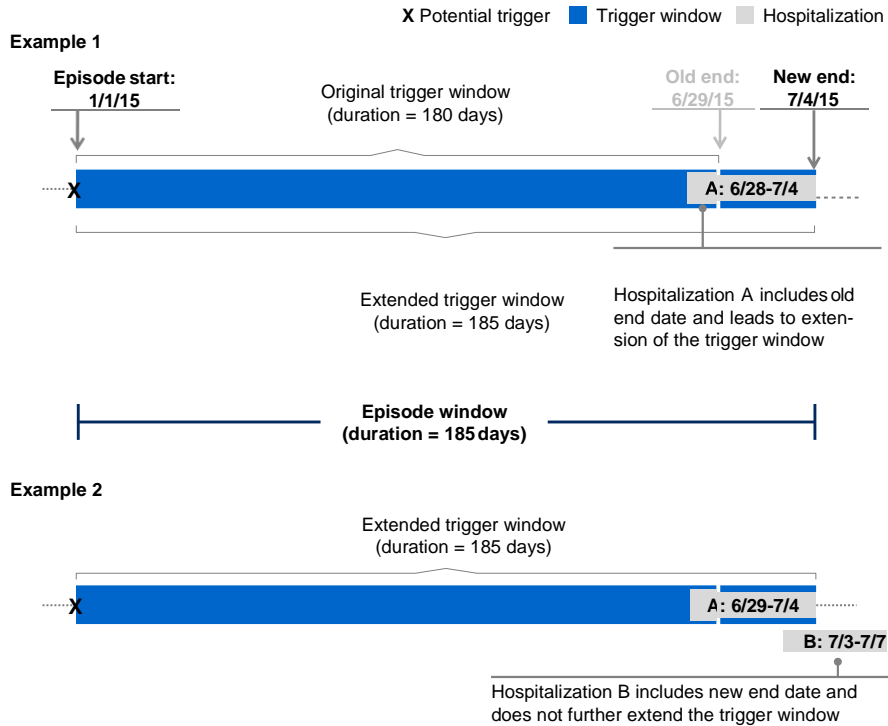 X Potential trigger Trigger window Hospitalization
Example 1
Episode start:
1/1/15
Original trigger window
(duration = 180 days)
Old end:
6/29/15
New end:
7/4/15
X
A: 6/28-7/4
Extended trigger window
(duration = 185 days)
Hospitalization A includes old
end date and leads to exten-
sion of the trigger window
Episode window
(duration = 185 days)
Example 2
Extended trigger window
(duration = 185 days)
X
A: 6/29-7/4
B: 7/3-7/7
Hospitalization B includes new end date and
does not further extend the trigger window